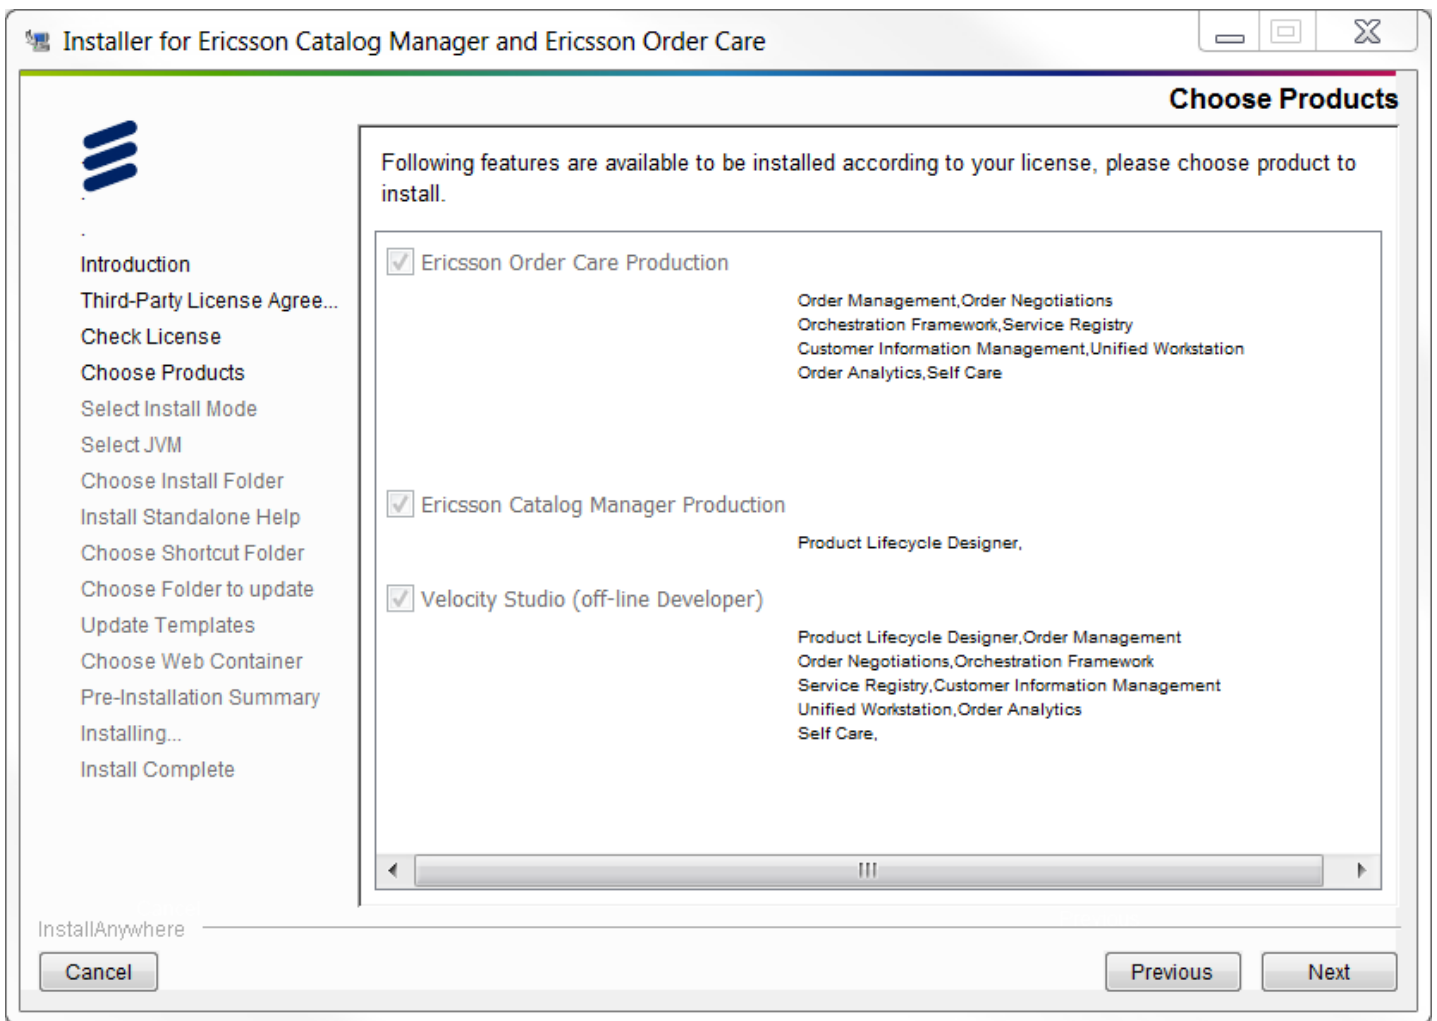 Installer for Ericsson Catalog Manager and Ericsson Order Care
Choose Products
.
.
Introduction
Third-Party License Agree...
Check License
Choose Products
Select Install Mode
Select JVM
Choose Install Folder
Install Standalone Help
Choose Shortcut Folder
Choose Folder to update
Update Templates
Choose Web Container
Pre-Installation Summary
Installing...
Install Complete
Following features are available to be installed according to your license, please choose product to
install.
Ericsson Order Care Production
Order Management,Order Negotiations
Orchestration Framework,Service Registry
Customer Information Management,Unified Workstation
Order Analytics,Self Care
Ericsson Catalog Manager Production
Product Lifecycle Designer,
Velocity Studio (off-line Developer)
Product Lifecycle Designer,Order Management
Order Negotiations,Orchestration Framework
Service Registry,Customer Information Management
Unified Workstation,Order Analytics
Self Care,
InstallAnywhere
Cancel
Previous
Next